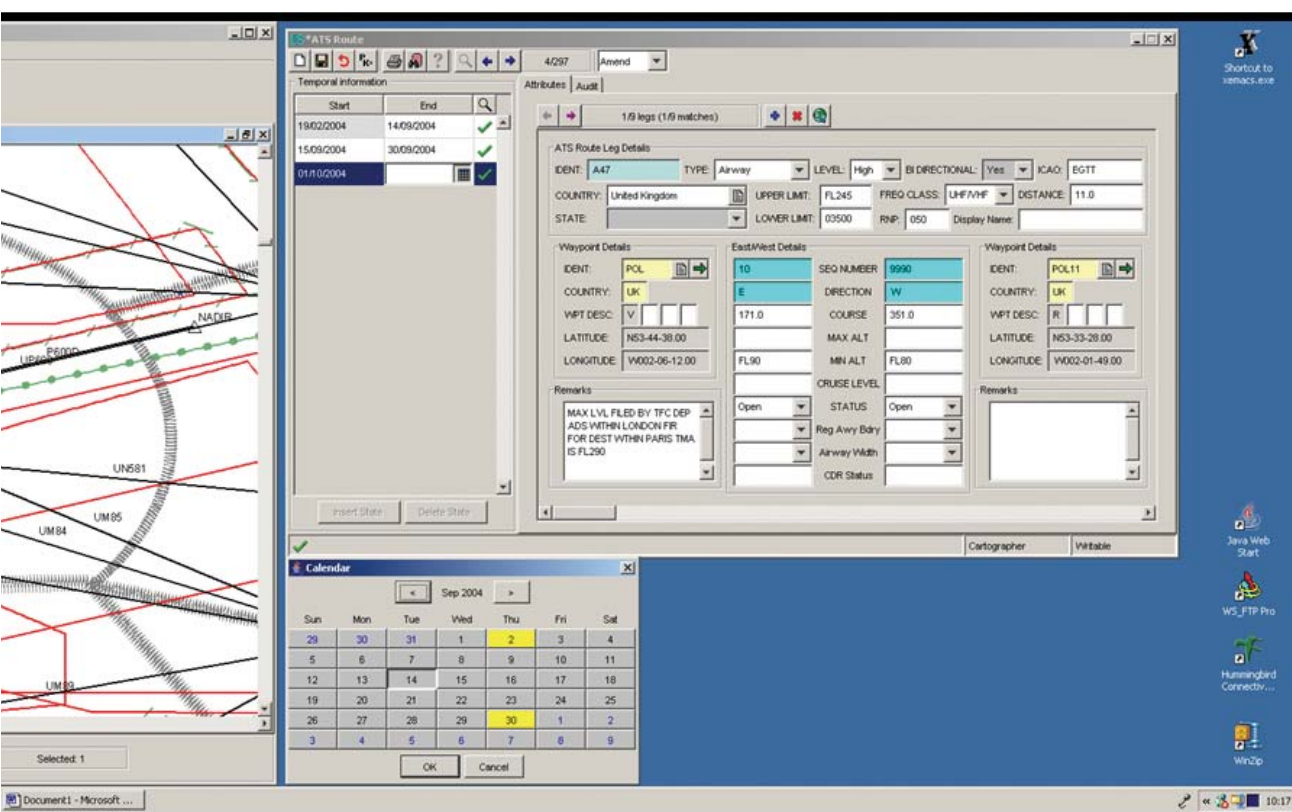 *ATS Route
4/297 Amend
Temporal information
Start End
19/02/2004 14/09/2004
15/09/2004 30/09/2004
01/10/2004
Insert State Delete State
Attributes Audit
1/9 legs (1/9 matches)
ATS Route Leg Details
IDENT: A47 TYPE: Airway LEVEL: High BI DIRECTIONAL: Yes ICAO: EGTT
COUNTRY: United Kingdom UPPER LIMIT: FL245 FREQ CLASS: UHF/VHF DISTANCE: 11.0
STATE: LOWER LIMIT: 03500 RNP: 050 Display Name:
Waypoint Details
IDENT: POL
COUNTRY: UK
WPT DESC: V
LATITUDE: N53-44-38.00
LONGITUDE: W002-06-12.00
Remarks
MAX LVL FILED BY TFC DEP
ADS WITHIN LONDON FIR
FOR DEST WITHIN PARIS TMA
IS FL290
East/West Details
10 SEQ NUMBER 9990
E DIRECTION W
171.0 COURSE 351.0
MAX ALT
FL90 MIN ALT FL80
CRUISE LEVEL
Open STATUS Open
Reg Awy Bdry
Airway Width
CDR Status
Waypoint Details
IDENT: POL11
COUNTRY: UK
WPT DESC: R
LATITUDE: N53-33-28.00
LONGITUDE: W002-01-49.00
Remarks
Cartographer Writable
Calendar
< Sep 2004 >
Sun Mon Tue Wed Thu Fri Sat
29 30 31 1 2 3 4
5 6 7 8 9 10 11
12 13 14 15 16 17 18
19 20 21 22 23 24 25
26 27 28 29 30 1 2
3 4 5 6 7 8 9
OK Cancel
NADIR
P600D
UN581
UM85
UM84
Selected: 1
Shortcut to
xemacs.exe
Java Web
Start
WS_FTP Pro
Hummingbird
Connectiv...
WinZip
Document1 - Microsoft ...
« 10:17